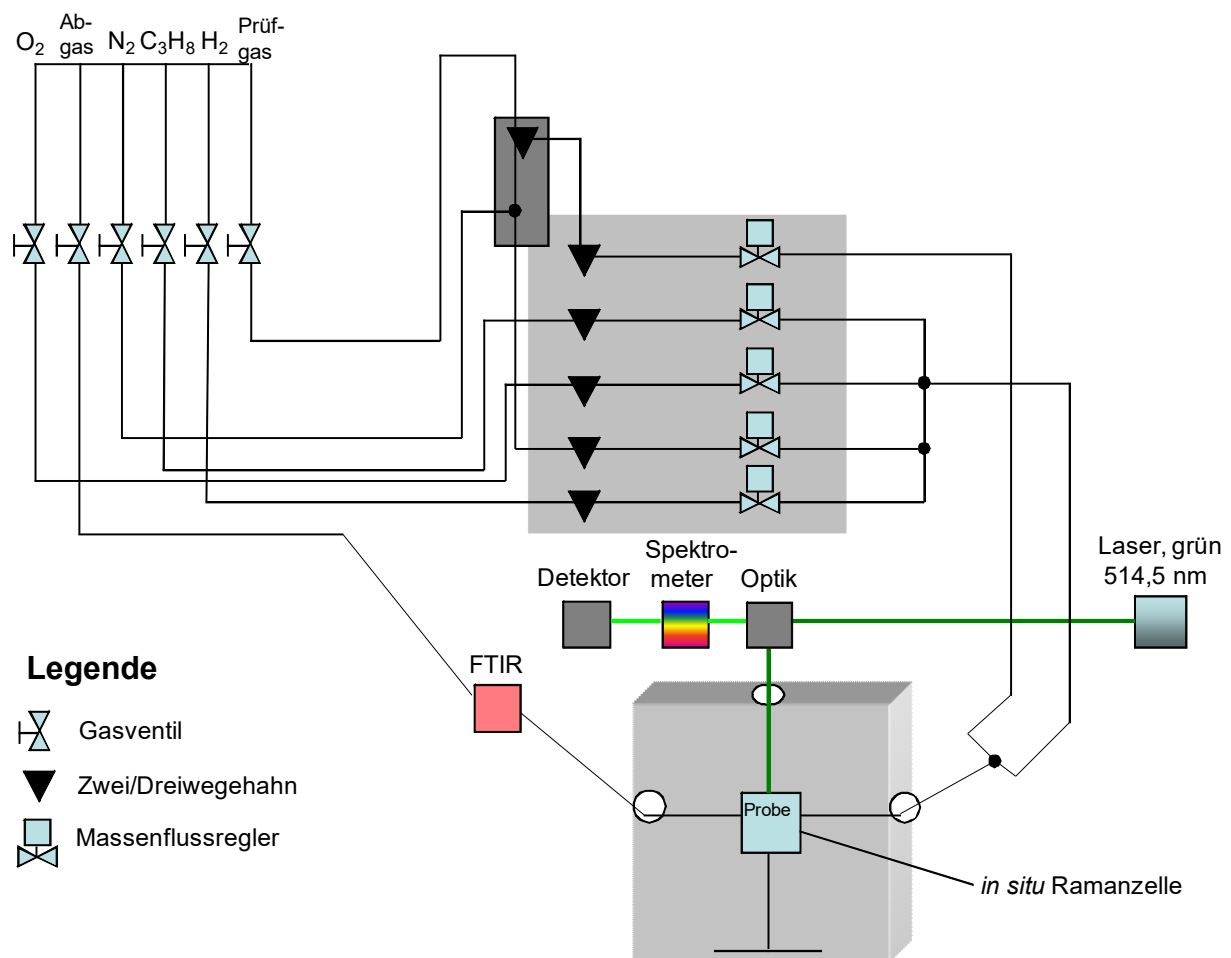 O₂
Ab-
gas
N₂
C₃H₈
H₂
Prüf-
gas
Detektor
Spektro-
meter
Optik
Laser, grün
514,5 nm
Legende
Gasventil
Zwei/Dreiwegehahn
Massenflussregler
FTIR
Probe
in situ Ramanzelle